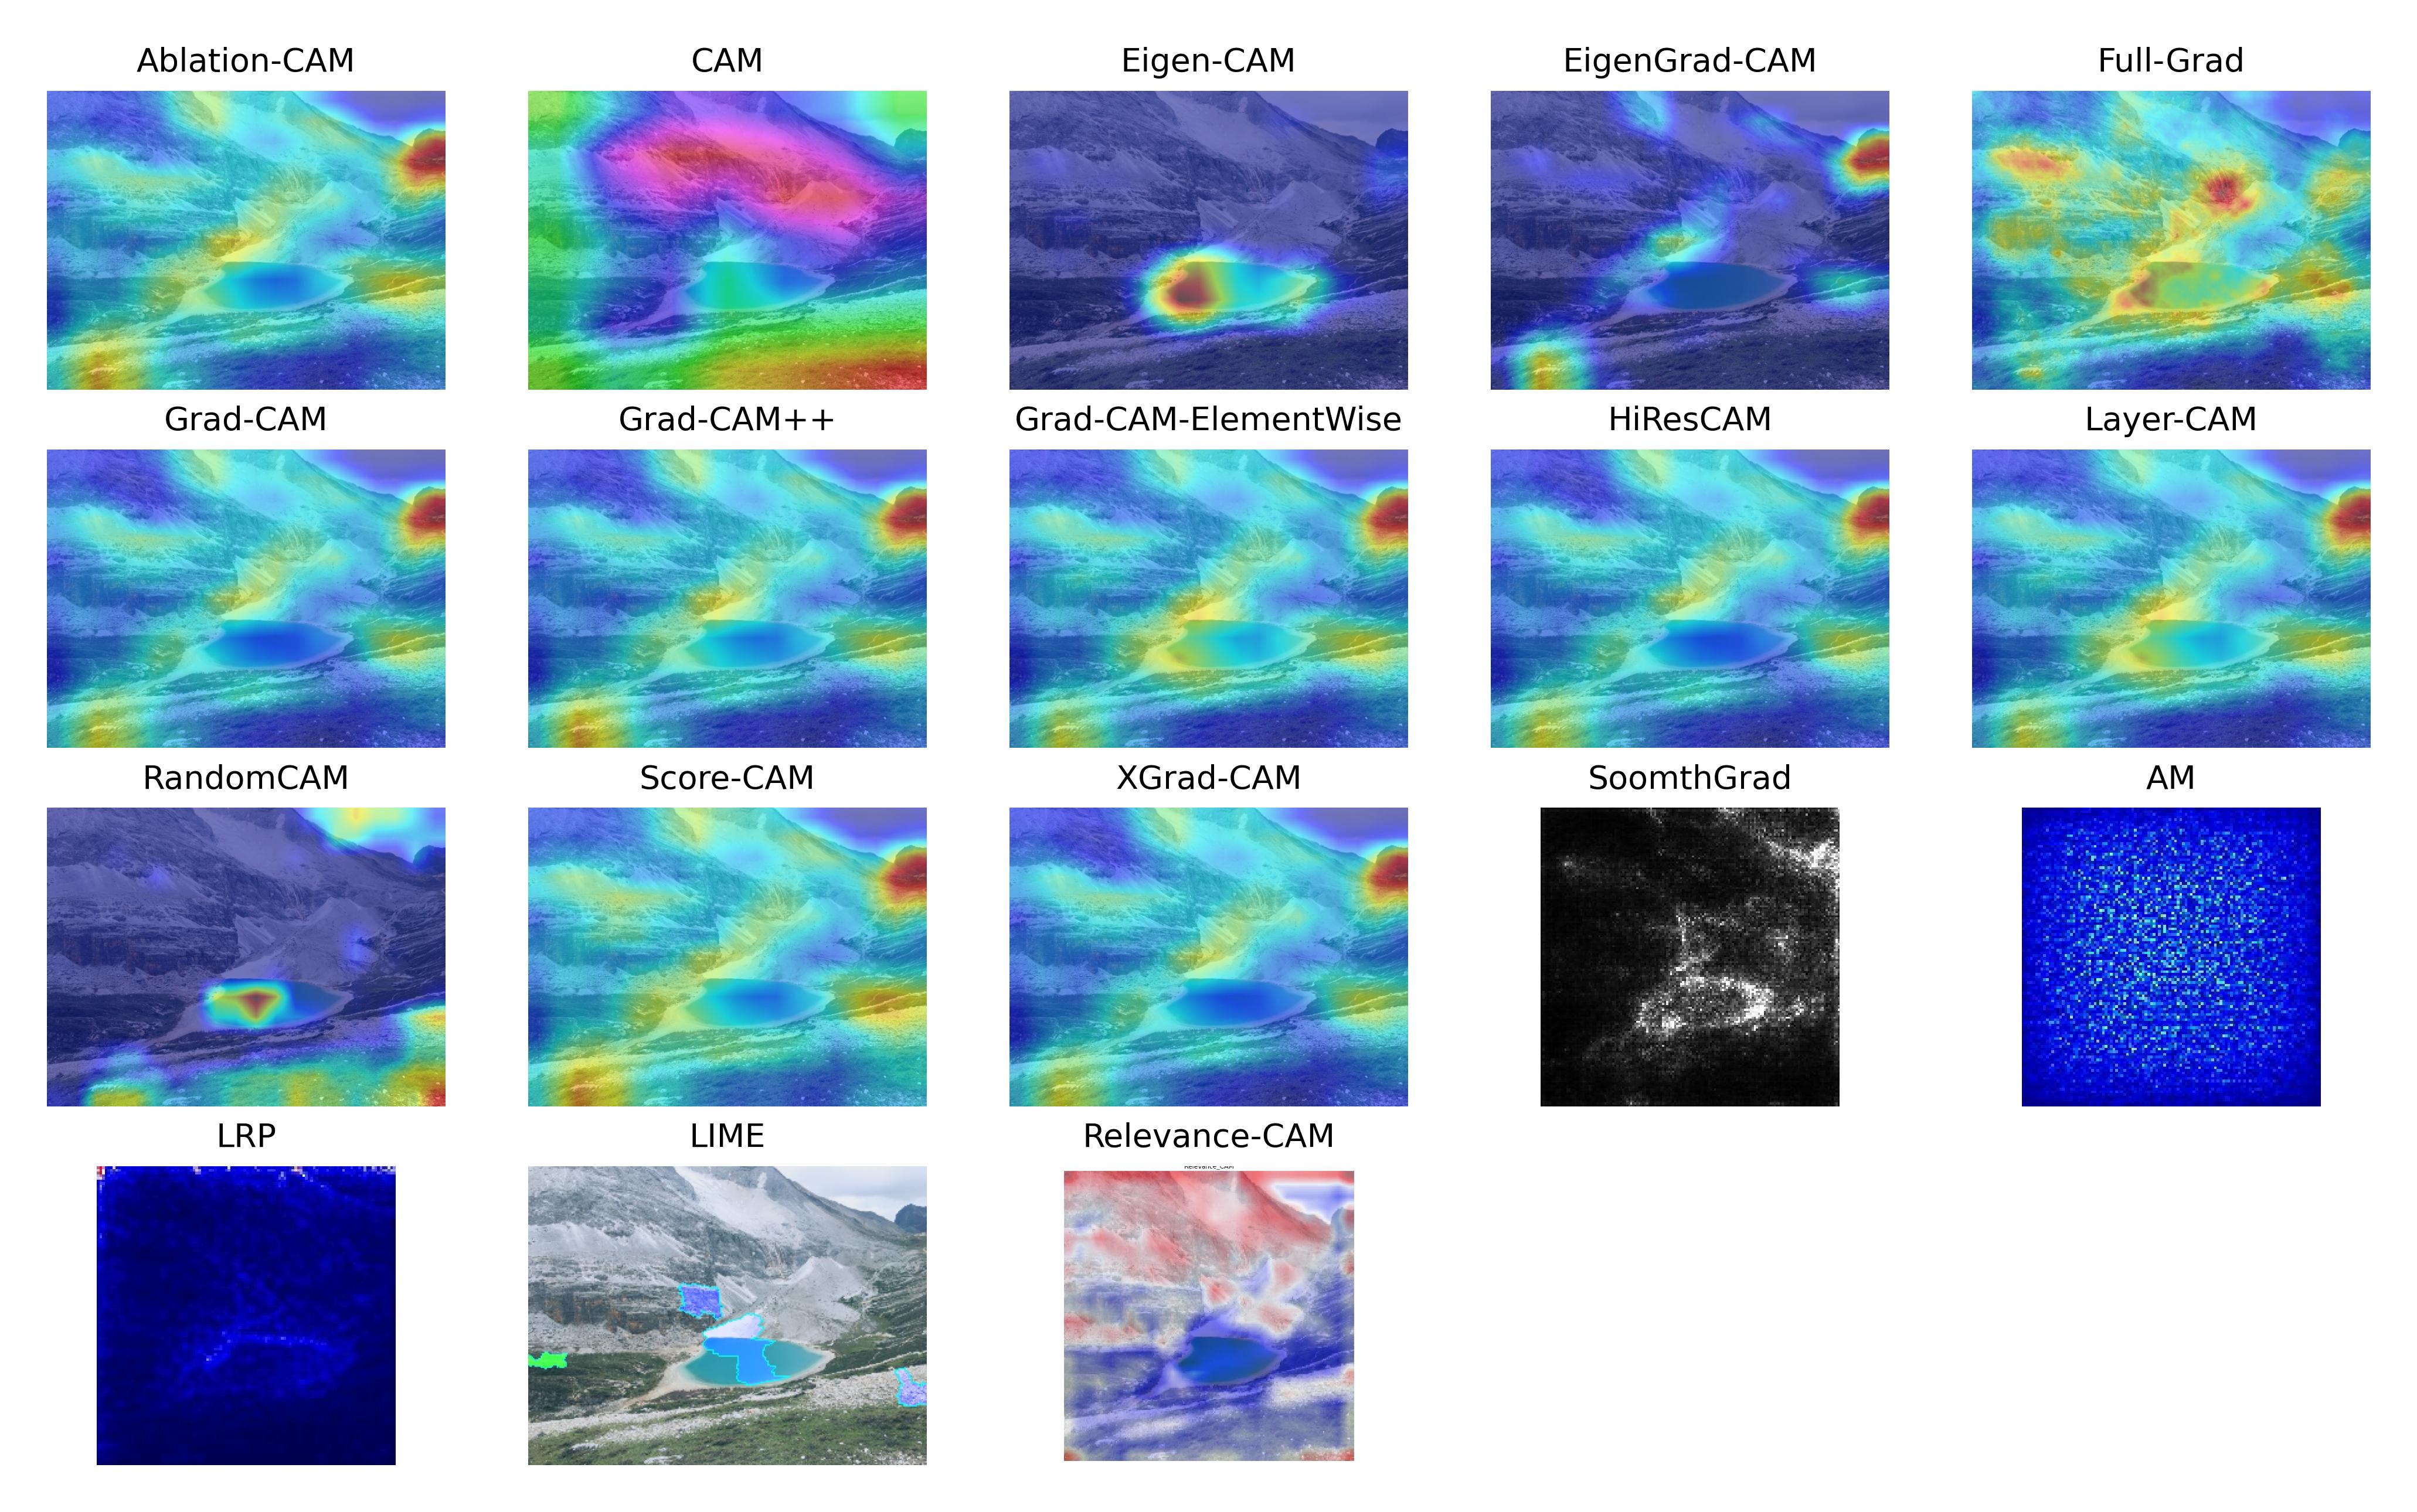 Ablation-CAM
CAM
Eigen-CAM
EigenGrad-CAM
Full-Grad
Grad-CAM
Grad-CAM++
Grad-CAM-ElementWise
HiResCAM
Layer-CAM
RandomCAM
Score-CAM
XGrad-CAM
SoomthGrad
AM
LRP
LIME
Relevance-CAM
Relevance_CAM